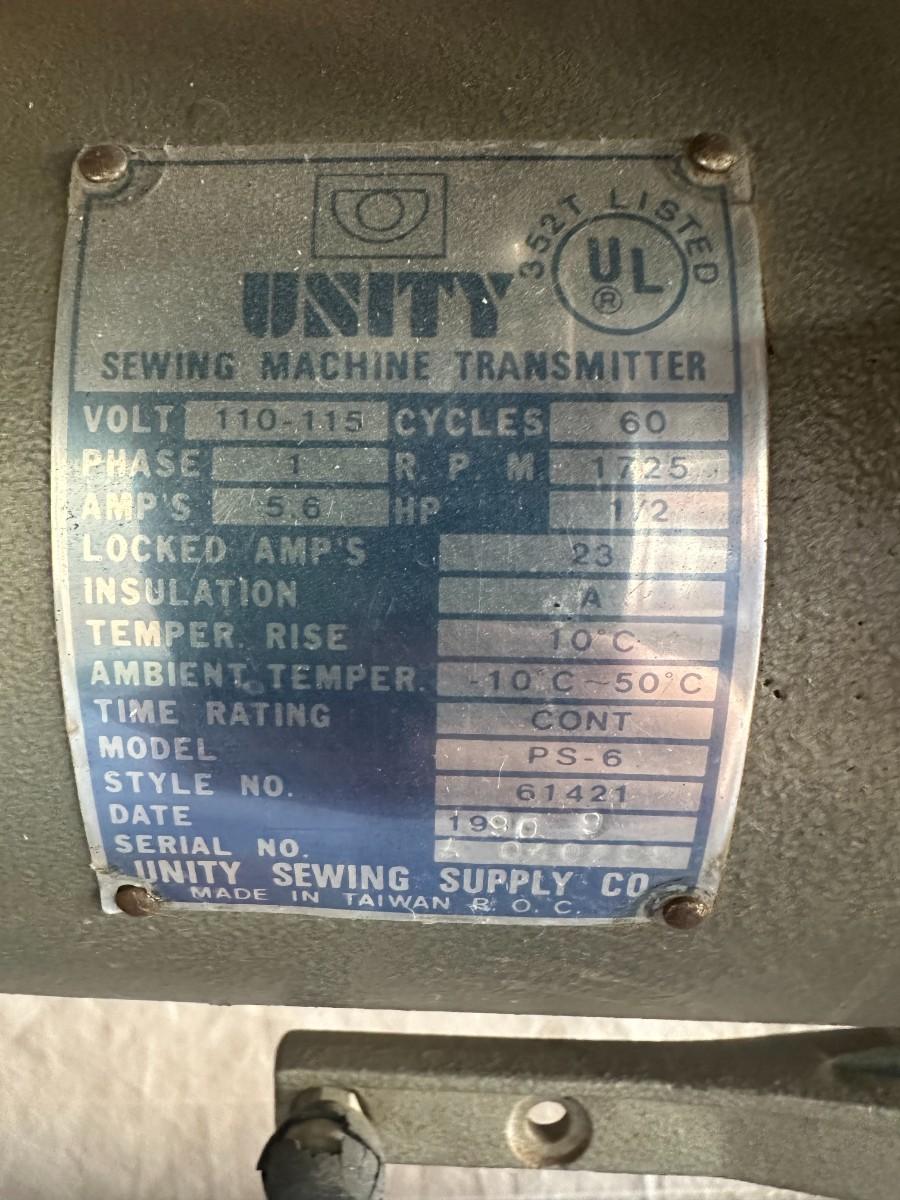 352T LISTED
UL
®
UNITY
SEWING MACHINE TRANSMITTER
VOLT 110-115 CYCLES 60
PHASE 1 R. P. M 1725
AMP'S 5.6 HP 1/2
LOCKED AMP'S 23
INSULATION A
TEMPER. RISE 10°C
AMBIENT TEMPER. -10°C~50°C
TIME RATING CONT
MODEL PS-6
STYLE NO. 61421
DATE 1990 9
SERIAL NO.
UNITY SEWING SUPPLY CO
MADE IN TAIWAN R. O. C.